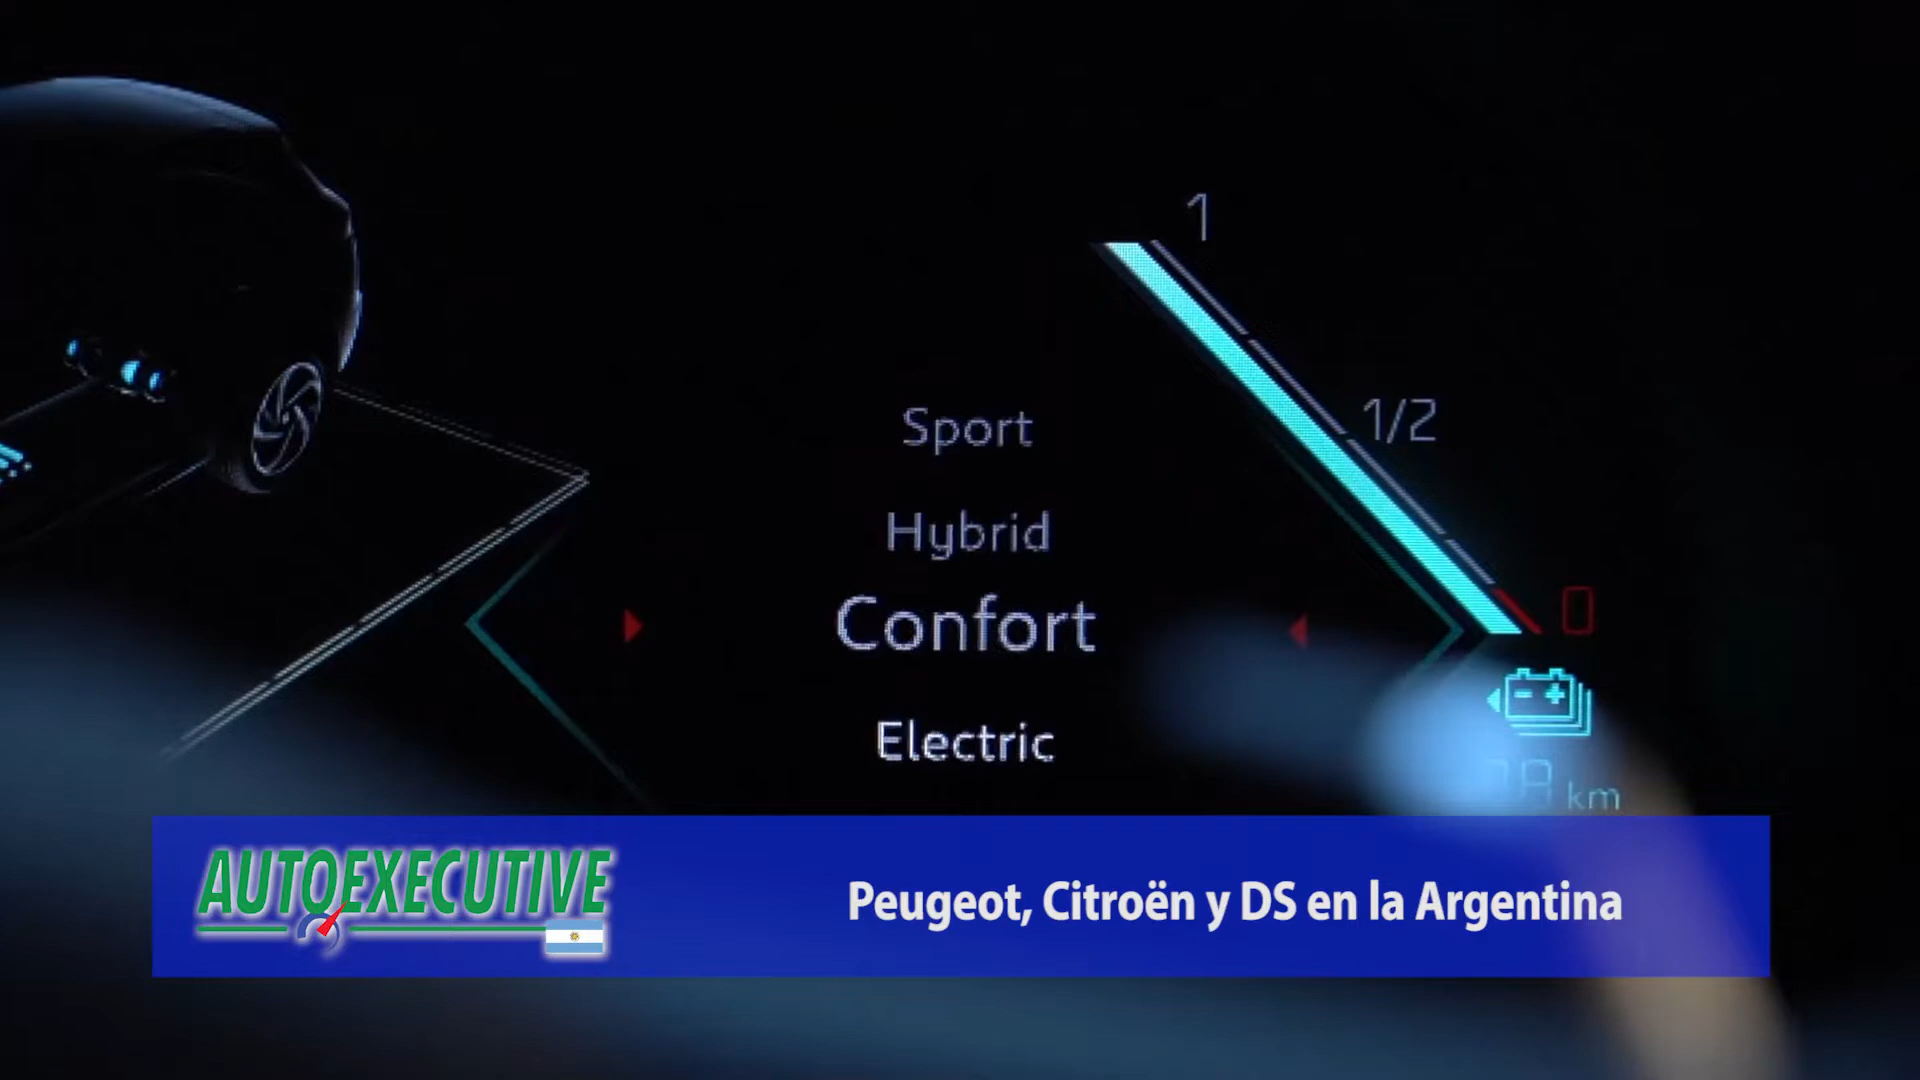 1
1/2
Sport
Hybrid
Confort
0
Electric
km
AUTOEXECUTIVE
Peugeot, Citroën y DS en la Argentina